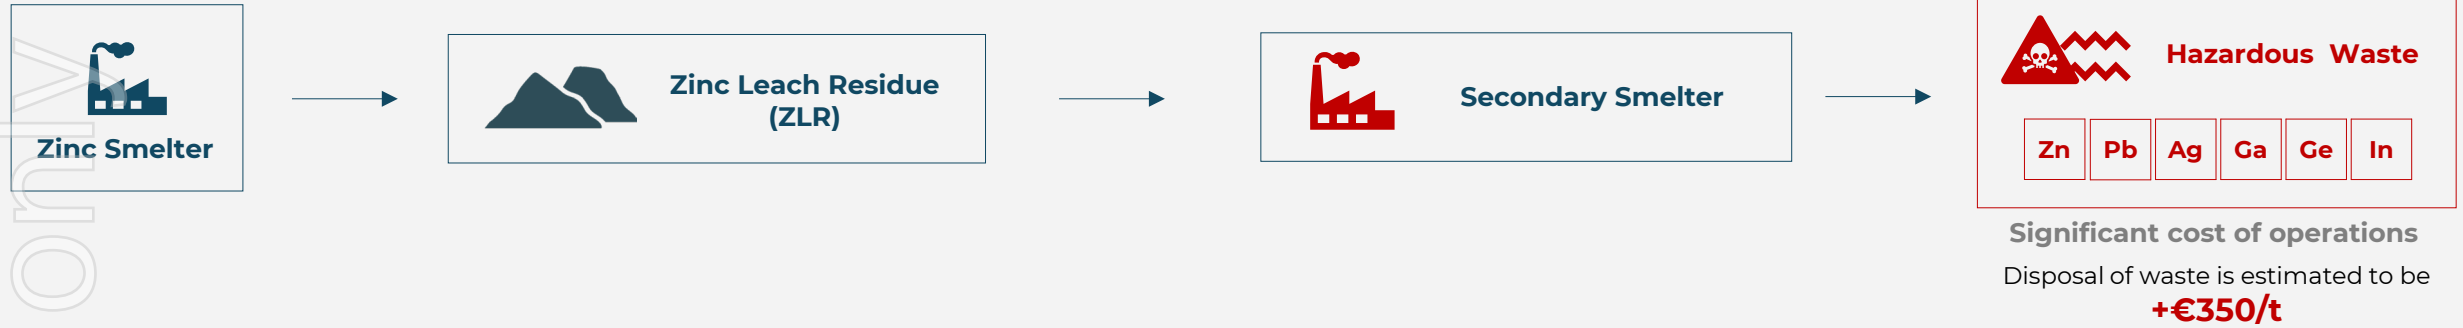 only
Zinc Smelter
Zinc Leach Residue
(ZLR)
Secondary Smelter
Hazardous Waste
Zn Pb Ag Ga Ge In
Significant cost of operations
Disposal of waste is estimated to be
+€350/t